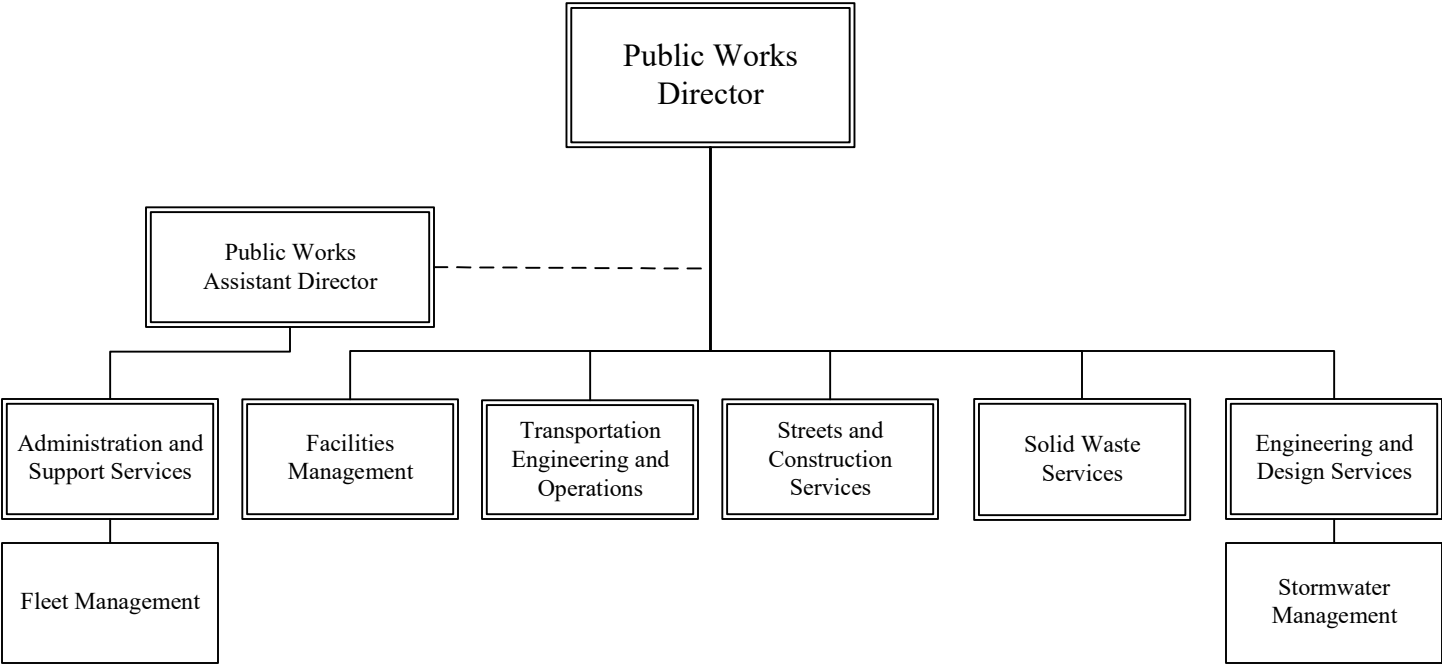 Public Works
Director
Public Works
Assistant Director
Administration and
Support Services
Facilities
Management
Transportation
Engineering and
Operations
Streets and
Construction
Services
Solid Waste
Services
Engineering and
Design Services
Fleet Management
Stormwater
Management